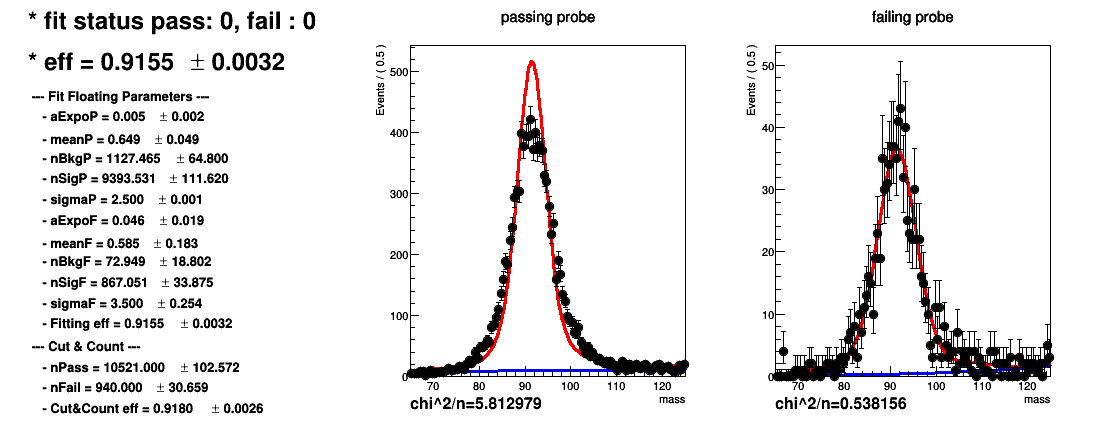 * fit status pass: 0, fail : 0
* eff = 0.9155 ± 0.0032
--- Fit Floating Parameters ---
- aExpoP = 0.005 ± 0.002
- meanP = 0.649 ± 0.049
- nBkgP = 1127.465 ± 64.800
- nSigP = 9393.531 ± 111.620
- sigmaP = 2.500 ± 0.001
- aExpoF = 0.046 ± 0.019
- meanF = 0.585 ± 0.183
- nBkgF = 72.949 ± 18.802
- nSigF = 867.051 ± 33.875
- sigmaF = 3.500 ± 0.254
- Fitting eff = 0.9155 ± 0.0032
--- Cut & Count ---
- nPass = 10521.000 ± 102.572
- nFail = 940.000 ± 30.659
- Cut&Count eff = 0.9180 ± 0.0026
passing probe
Events / ( 0.5 )
500
400
300
200
100
0
70 80 90 100 110 120
mass
chi^2/n=5.812979
failing probe
Events / ( 0.5 )
50
40
30
20
10
0
70 80 90 100 110 120
mass
chi^2/n=0.538156